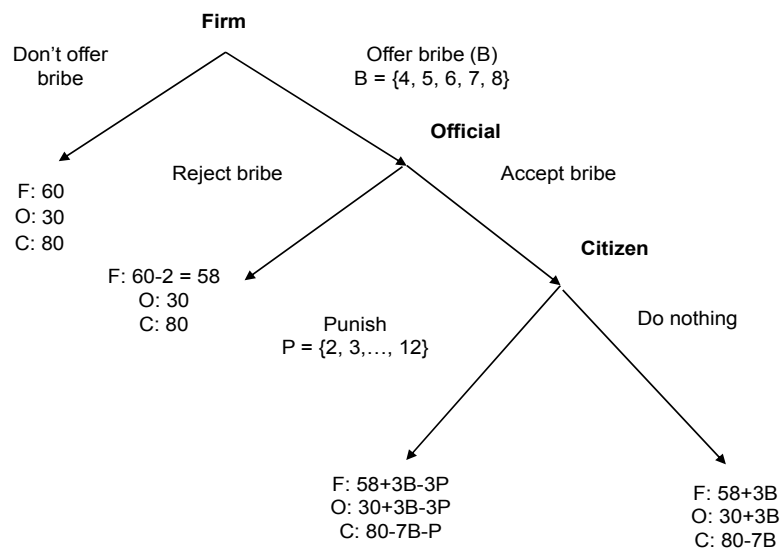 Firm
Don’t offer
bribe
Offer bribe (B)
B = {4, 5, 6, 7, 8}
Official
Reject bribe
Accept bribe
F: 60
O: 30
C: 80
Citizen
F: 60-2 = 58
O: 30
C: 80
Punish
P = {2, 3,…, 12}
Do nothing
F: 58+3B-3P
O: 30+3B-3P
C: 80-7B-P
F: 58+3B
O: 30+3B
C: 80-7B